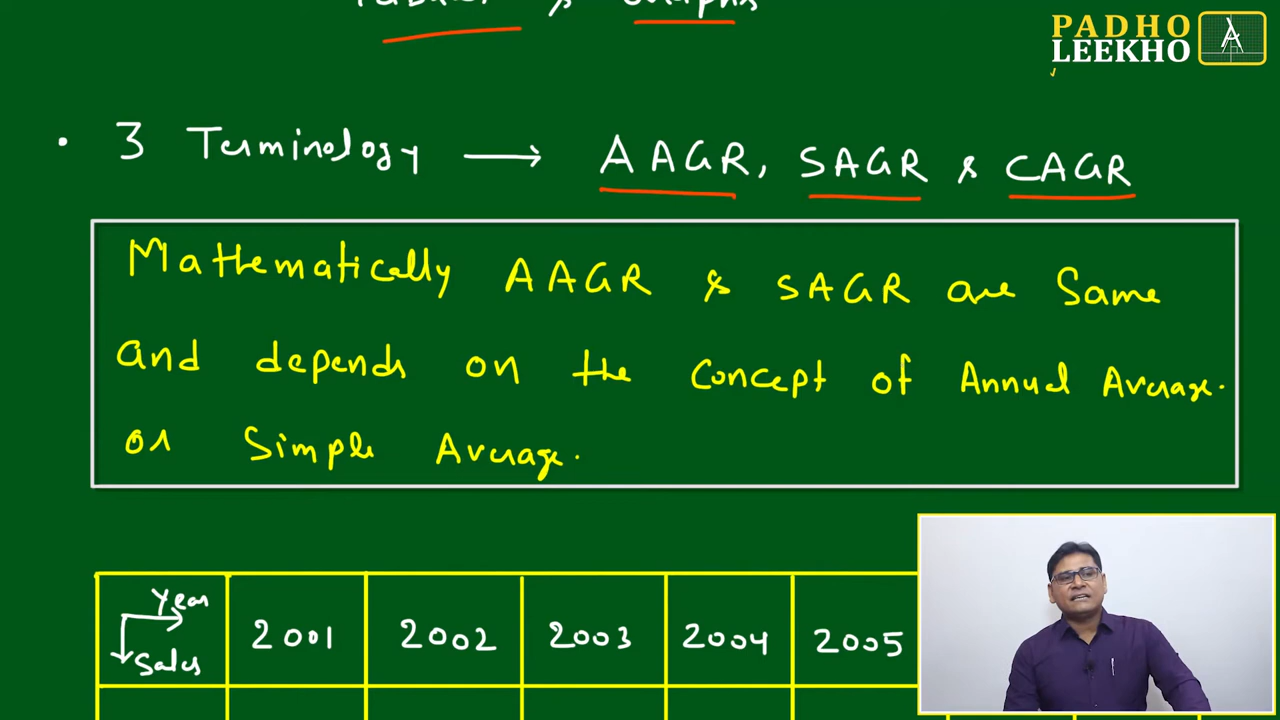 PADHO
LEEKHO
• 3 Terminology → AAGR, SAGR & CAGR
Mathematically AAGR & SAGR are Same
and depends on the Concept of Annual Average.
or Simple Average.
Year
Sales
2001 2002 2003 2004 2005